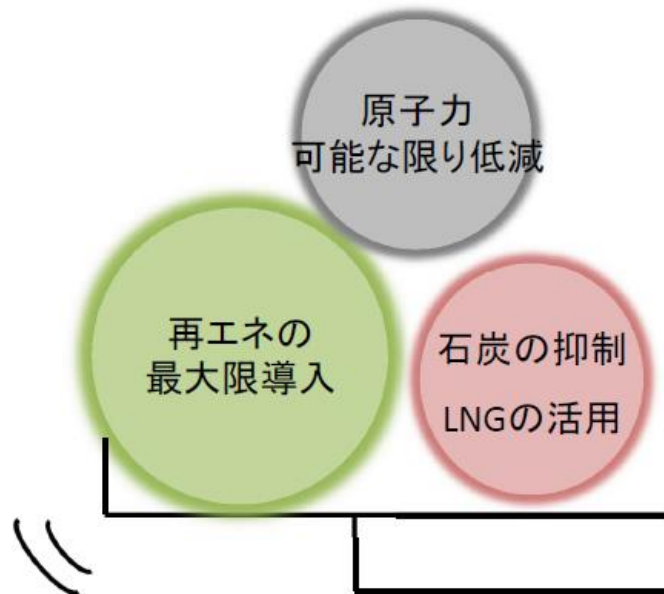 原子力
可能な限り低減
再エネの
最大限導入
石炭の抑制
LNGの活用